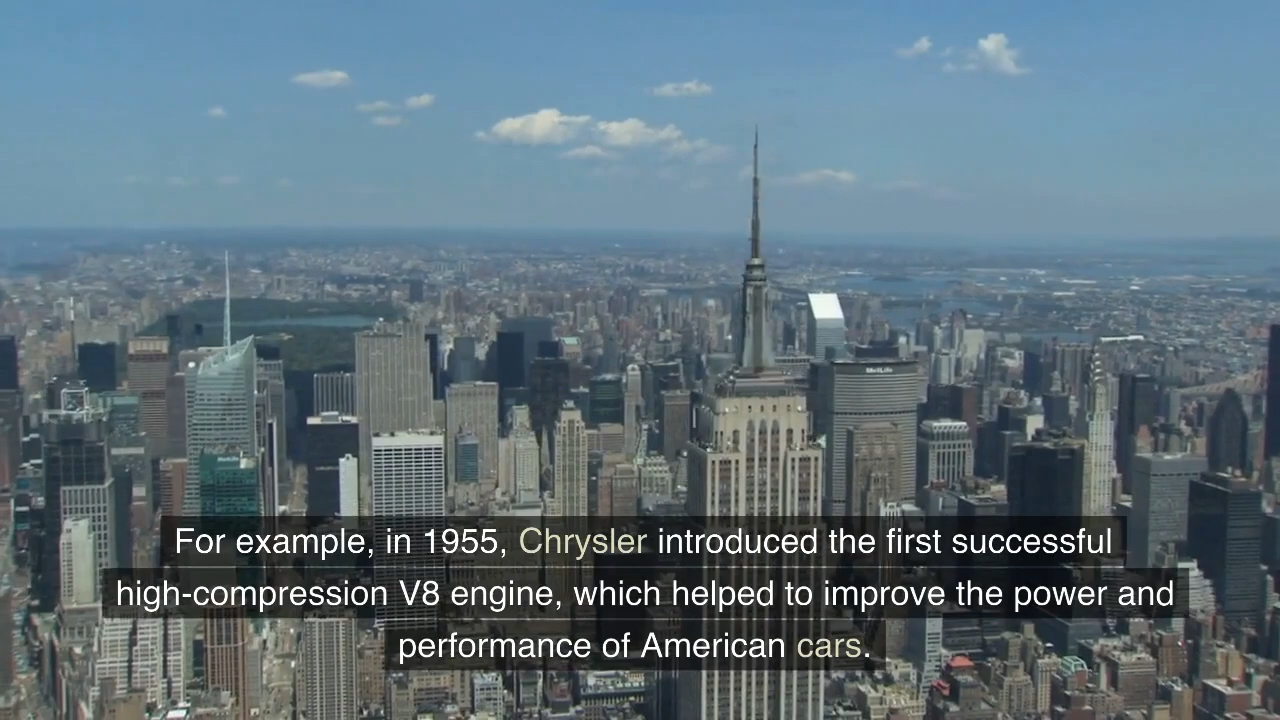 MetLife
For example, in 1955, Chrysler introduced the first successful
high-compression V8 engine, which helped to improve the power and
performance of American cars.